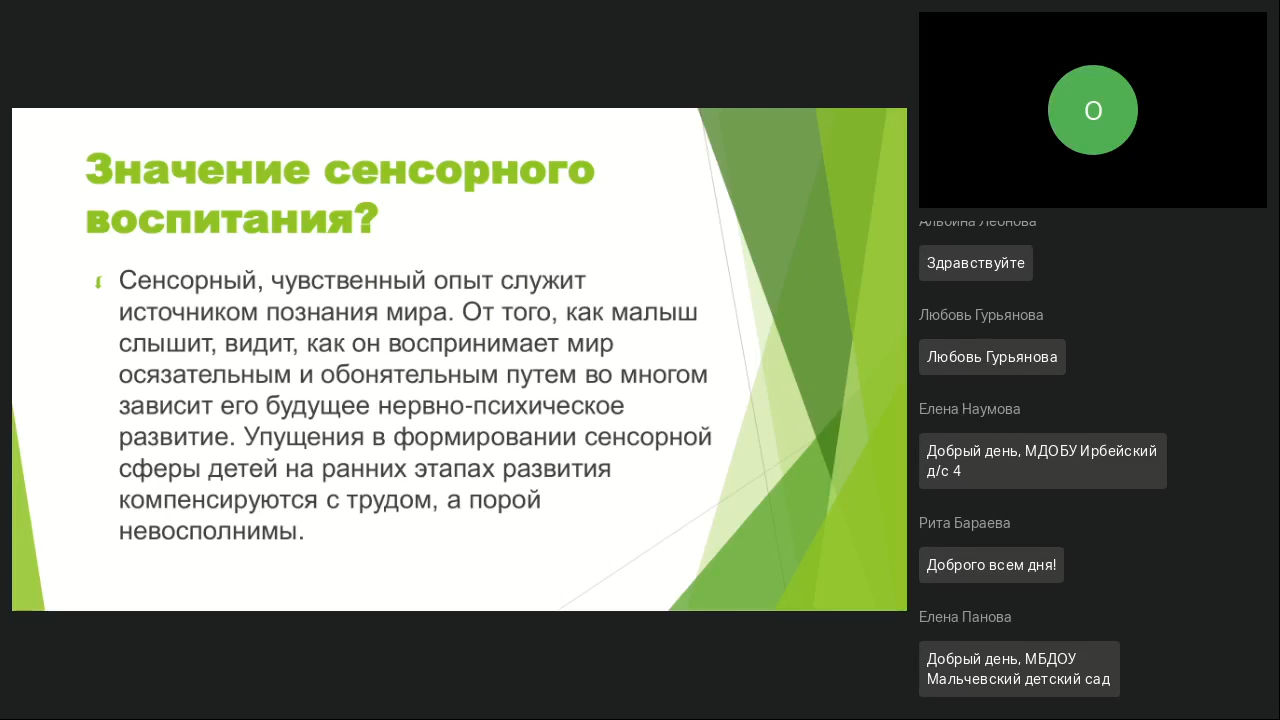 Значение сенсорного
воспитания?
Сенсорный, чувственный опыт служит
источником познания мира. От того, как малыш
слышит, видит, как он воспринимает мир
осязательным и обонятельным путем во многом
зависит его будущее нервно-психическое
развитие. Упущения в формировании сенсорной
сферы детей на ранних этапах развития
компенсируются с трудом, а порой
невосполнимы.
О
Альбина Леонова
Здравствуйте
Любовь Гурьянова
Любовь Гурьянова
Елена Наумова
Добрый день, МДОБУ Ирбейский
д/с 4
Рита Бараева
Доброго всем дня!
Елена Панова
Добрый день, МБДОУ
Мальчевский детский сад